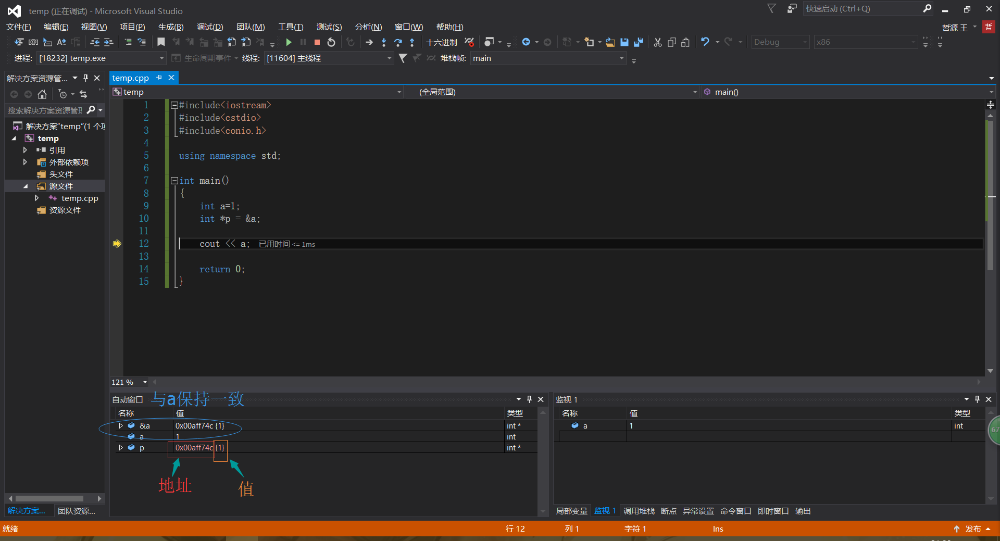 temp (正在调试) - Microsoft Visual Studio
快速启动 (Ctrl+Q)
文件(F) 编辑(E) 视图(V) 项目(P) 生成(B) 调试(D) 团队(M) 工具(T) 测试(S) 分析(N) 窗口(W) 帮助(H)
哲源 王 哲
十六进制 Debug x86
进程: [18232] temp.exe 生命周期事件 线程: [11604] 主线程 堆栈帧: main
解决方案资源管...
temp.cpp
temp (全局范围) main()
搜索解决方案资源管理
解决方案"temp"(1 个项
temp
引用
外部依赖项
头文件
源文件
temp.cpp
资源文件
1 #include<iostream>
2 #include<cstdio>
3 #include<conio.h>
4
5 using namespace std;
6
7 int main()
8 {
9 int a=1;
10 int *p = &a;
11
12 cout << a; 已用时间 <= 1ms
13
14 return 0;
15 }
121 %
自动窗口 与a保持一致
名称 值 类型
&a 0x00aff74c {1} int *
a 1 int
p 0x00aff74c {1} int *
地址 值
监视 1
名称 值 类型
a 1 int
67
解决方案... 团队资源...
局部变量 监视 1 调用堆栈 断点 异常设置 命令窗口 即时窗口 输出
就绪 行 12 列 1 字符 1 Ins 发布